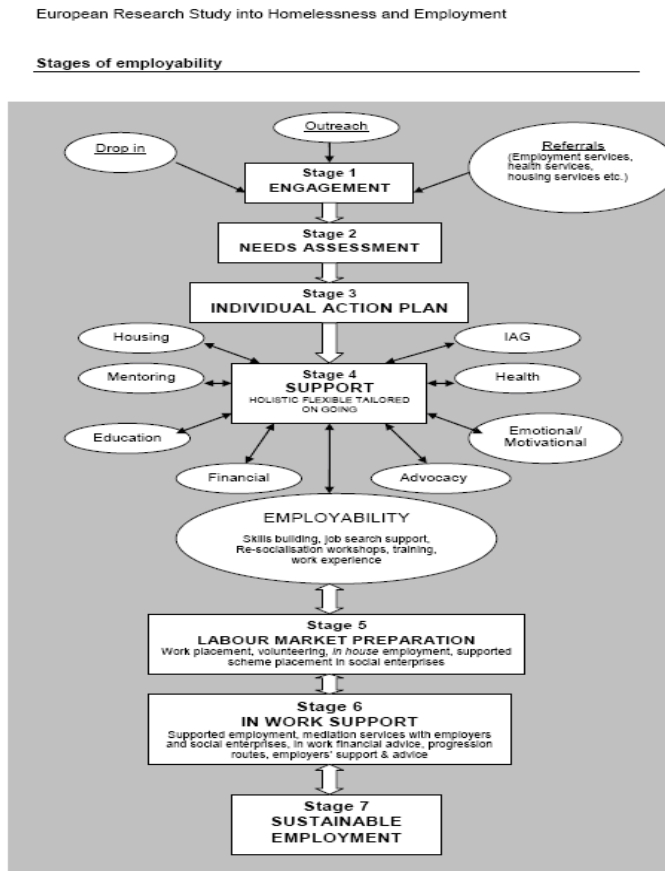 European Research Study into Homelessness and Employment
Stages of employability
Outreach
Drop in
Referrals
(Employment services,
health services,
housing services etc.)
Stage 1
ENGAGEMENT
Stage 2
NEEDS ASSESSMENT
Stage 3
INDIVIDUAL ACTION PLAN
Housing
IAG
Stage 4
SUPPORT
HOLISTIC FLEXIBLE TAILORED
ON GOING
Mentoring
Health
Education
Emotional/
Motivational
Financial
Advocacy
EMPLOYABILITY
Skills building, job search support,
Re-socialisation workshops, training,
work experience
Stage 5
LABOUR MARKET PREPARATION
Work placement, volunteering, in house employment, supported
scheme placement in social enterprises
Stage 6
IN WORK SUPPORT
Supported employment, mediation services with employers
and social enterprises, in work financial advice, progression
routes, employers' support & advice
Stage 7
SUSTAINABLE
EMPLOYMENT